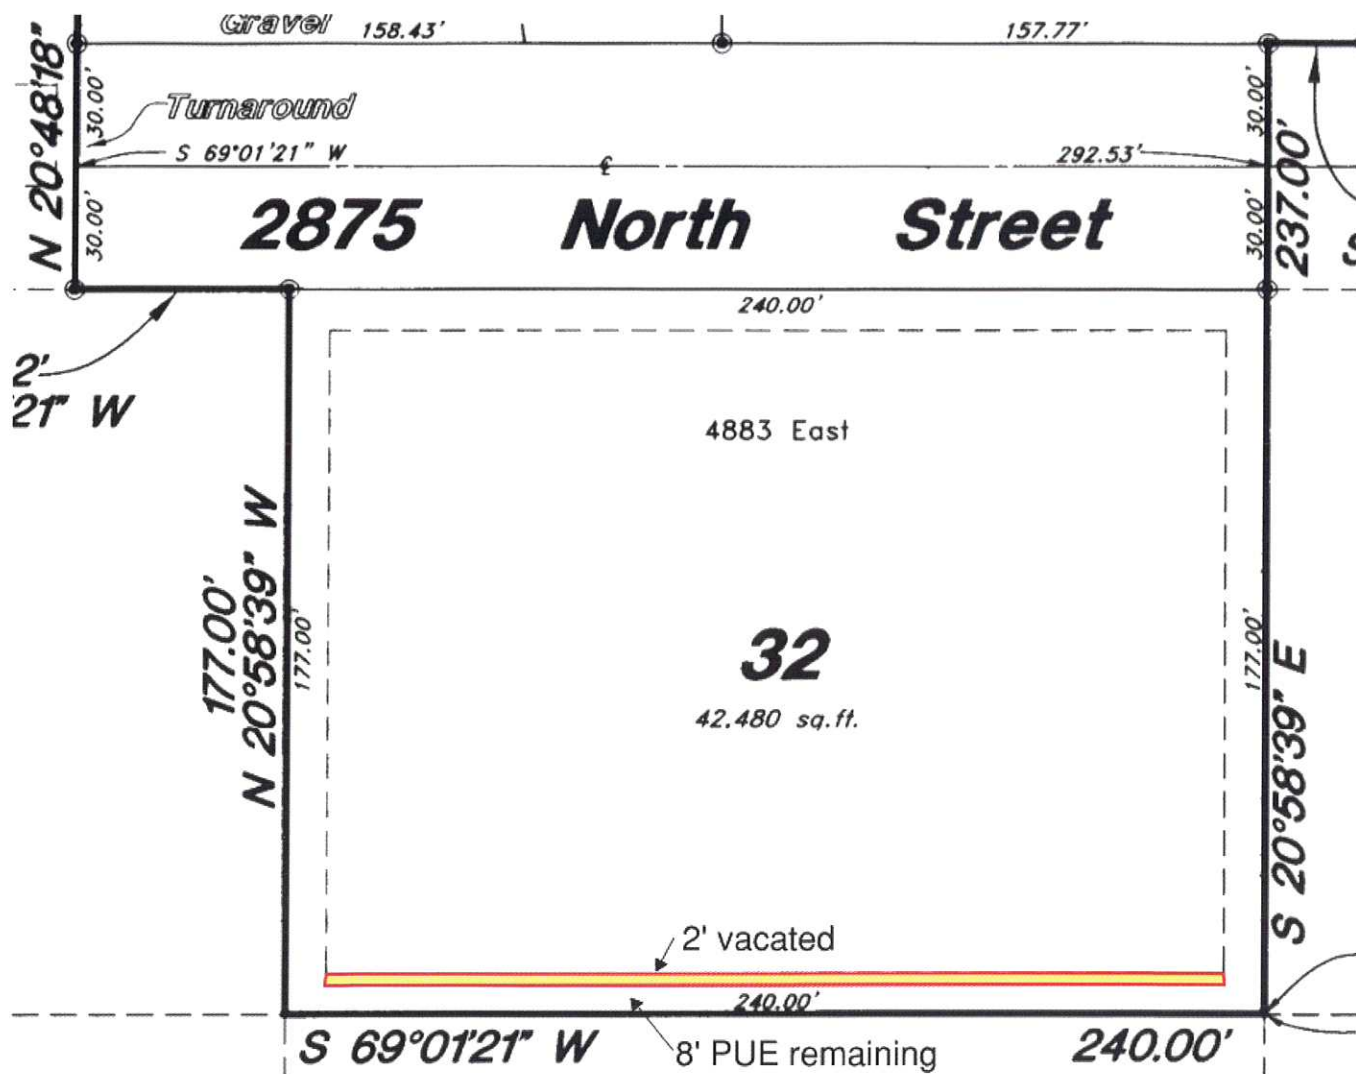 Gravel
158.43'
157.77'
N 20°48'18"
30.00'
30.00'
Turnaround
S 69°01'21" W
℄
292.53'
237.00'
30.00'
30.00'
2875 North Street
240.00'
2'
21" W
4883 East
177.00'
N 20°58'39" W
177.00'
32
42,480 sq.ft.
177.00'
S 20°58'39" E
2' vacated
240.00'
S 69°01'21" W
8' PUE remaining
240.00'